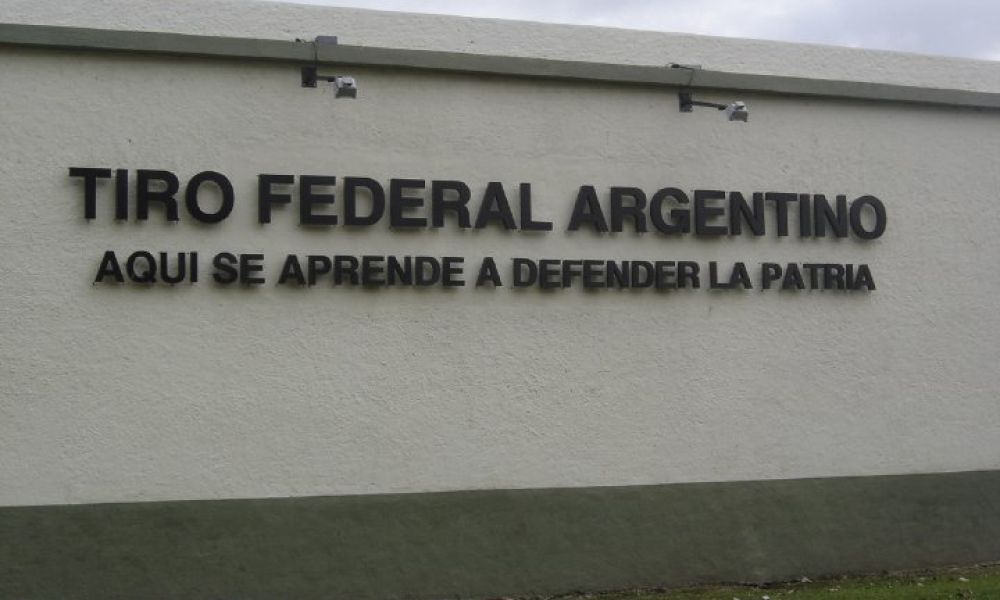 TIRO FEDERAL ARGENTINO
AQUI SE APRENDE A DEFENDER LA PATRIA